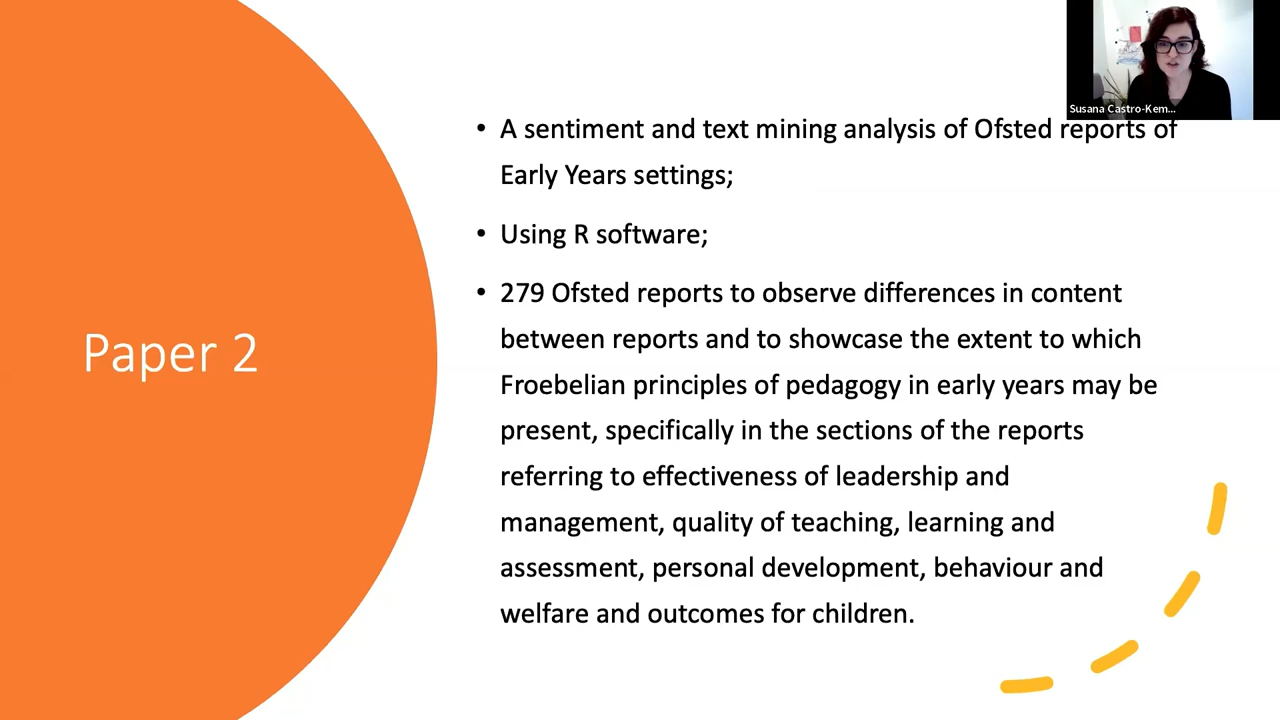 Susana Castro-Kem...
• A sentiment and text mining analysis of Ofsted reports of
Early Years settings;
• Using R software;
• 279 Ofsted reports to observe differences in content
between reports and to showcase the extent to which
Froebelian principles of pedagogy in early years may be
present, specifically in the sections of the reports
referring to effectiveness of leadership and
management, quality of teaching, learning and
assessment, personal development, behaviour and
welfare and outcomes for children.
Paper 2